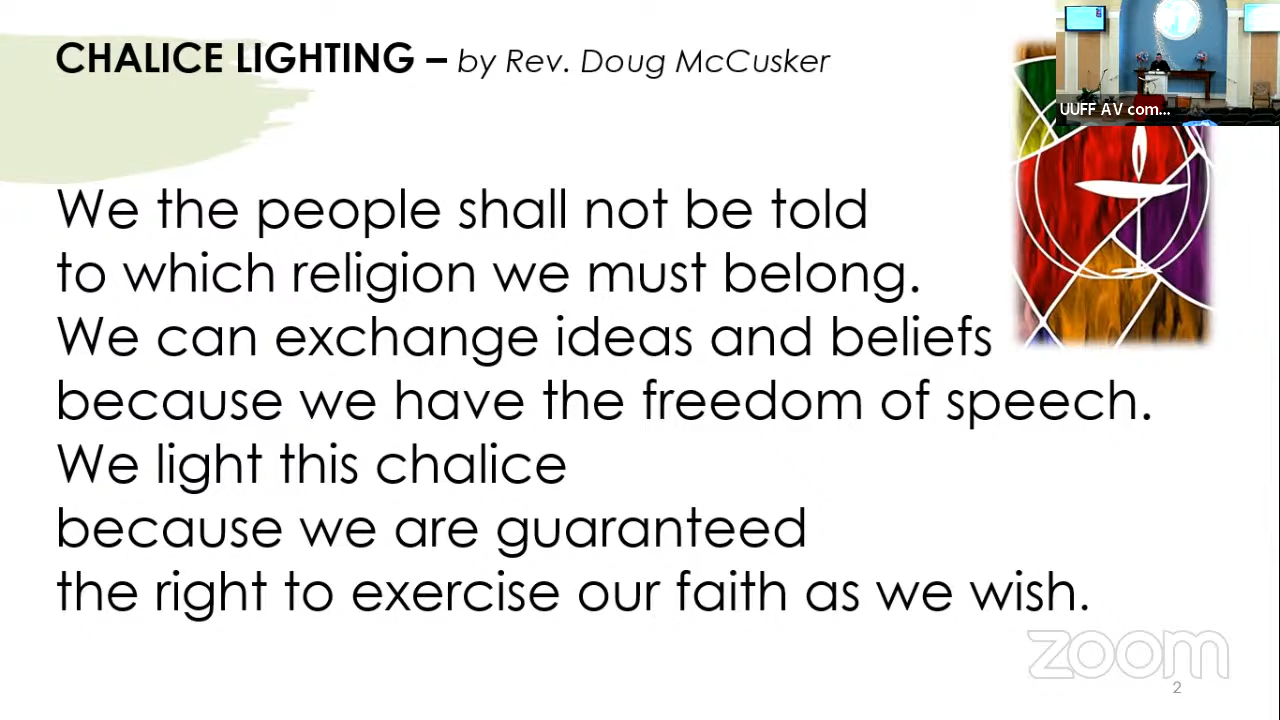 CHALICE LIGHTING – by Rev. Doug McCusker
UUFF AV com...
We the people shall not be told
to which religion we must belong.
We can exchange ideas and beliefs
because we have the freedom of speech.
We light this chalice
because we are guaranteed
the right to exercise our faith as we wish.
zoom
2